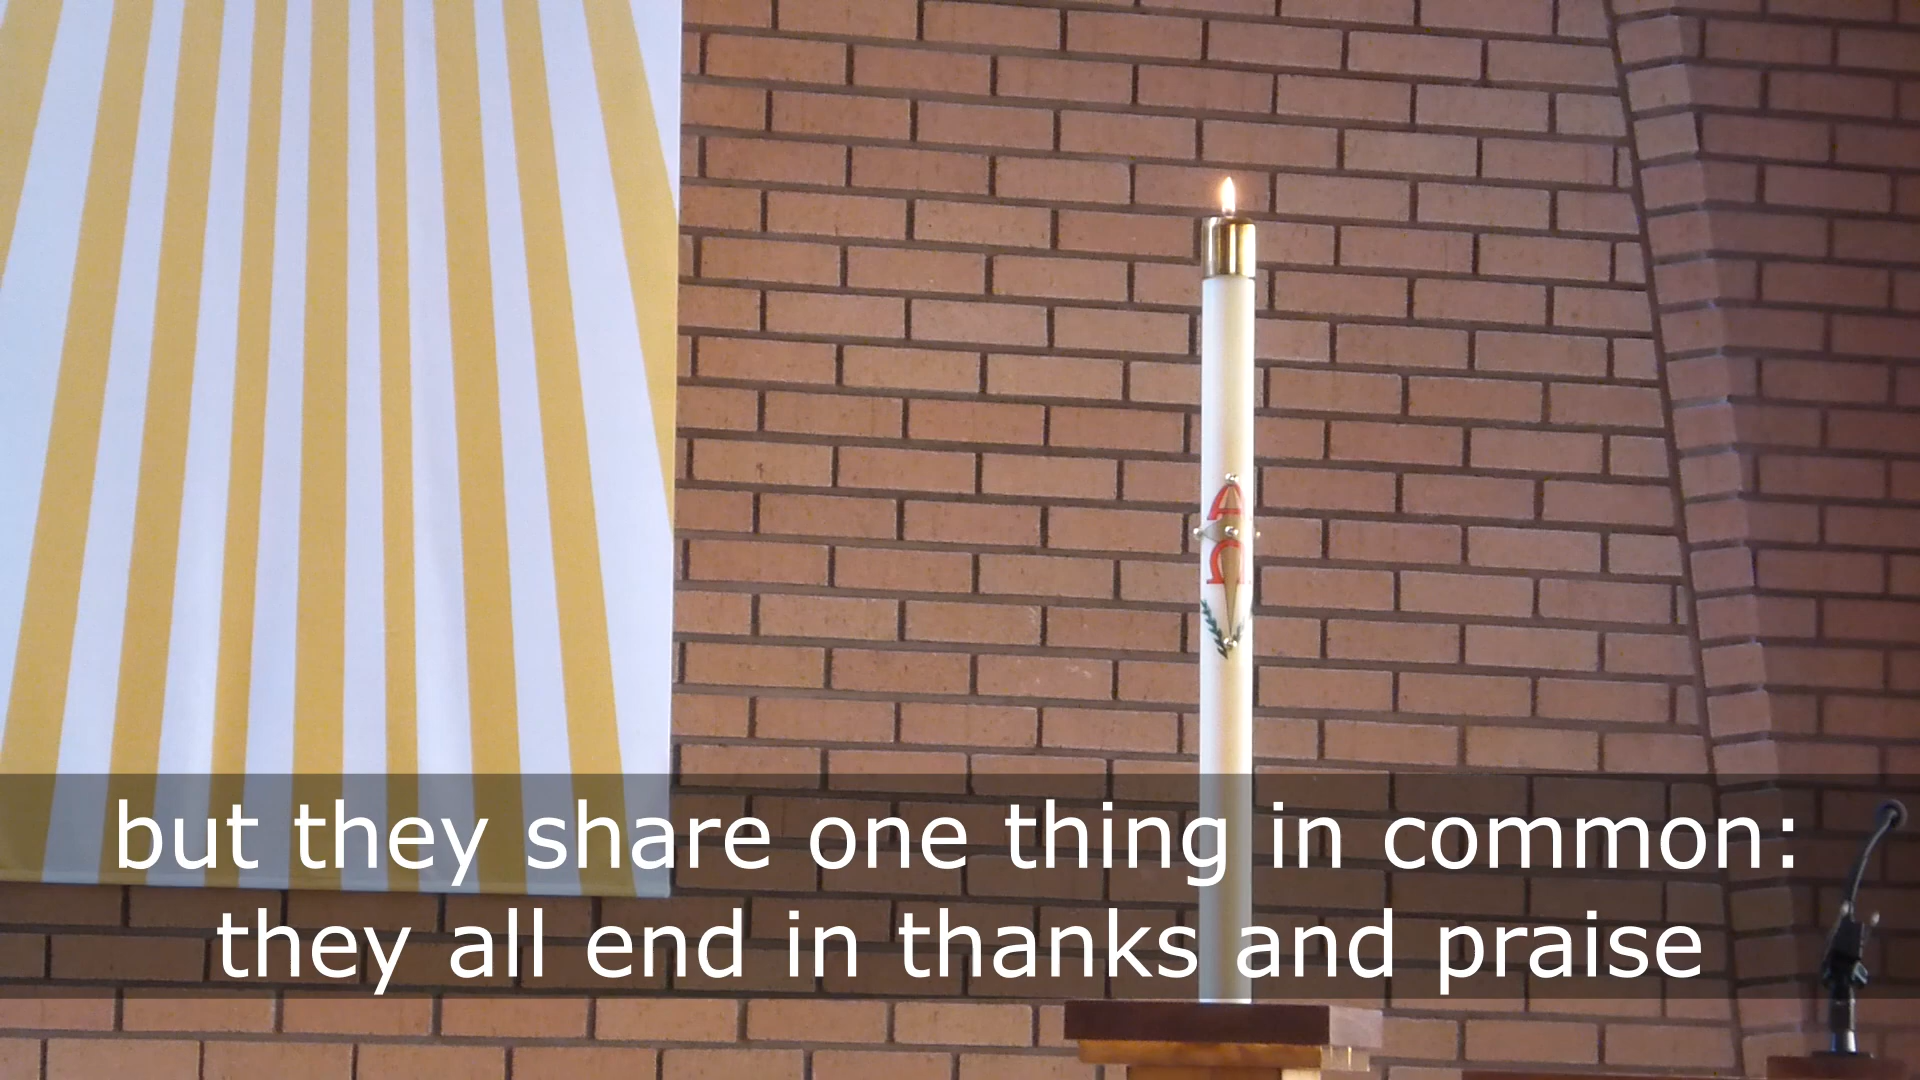 Α
Ω
but they share one thing in common:
they all end in thanks and praise